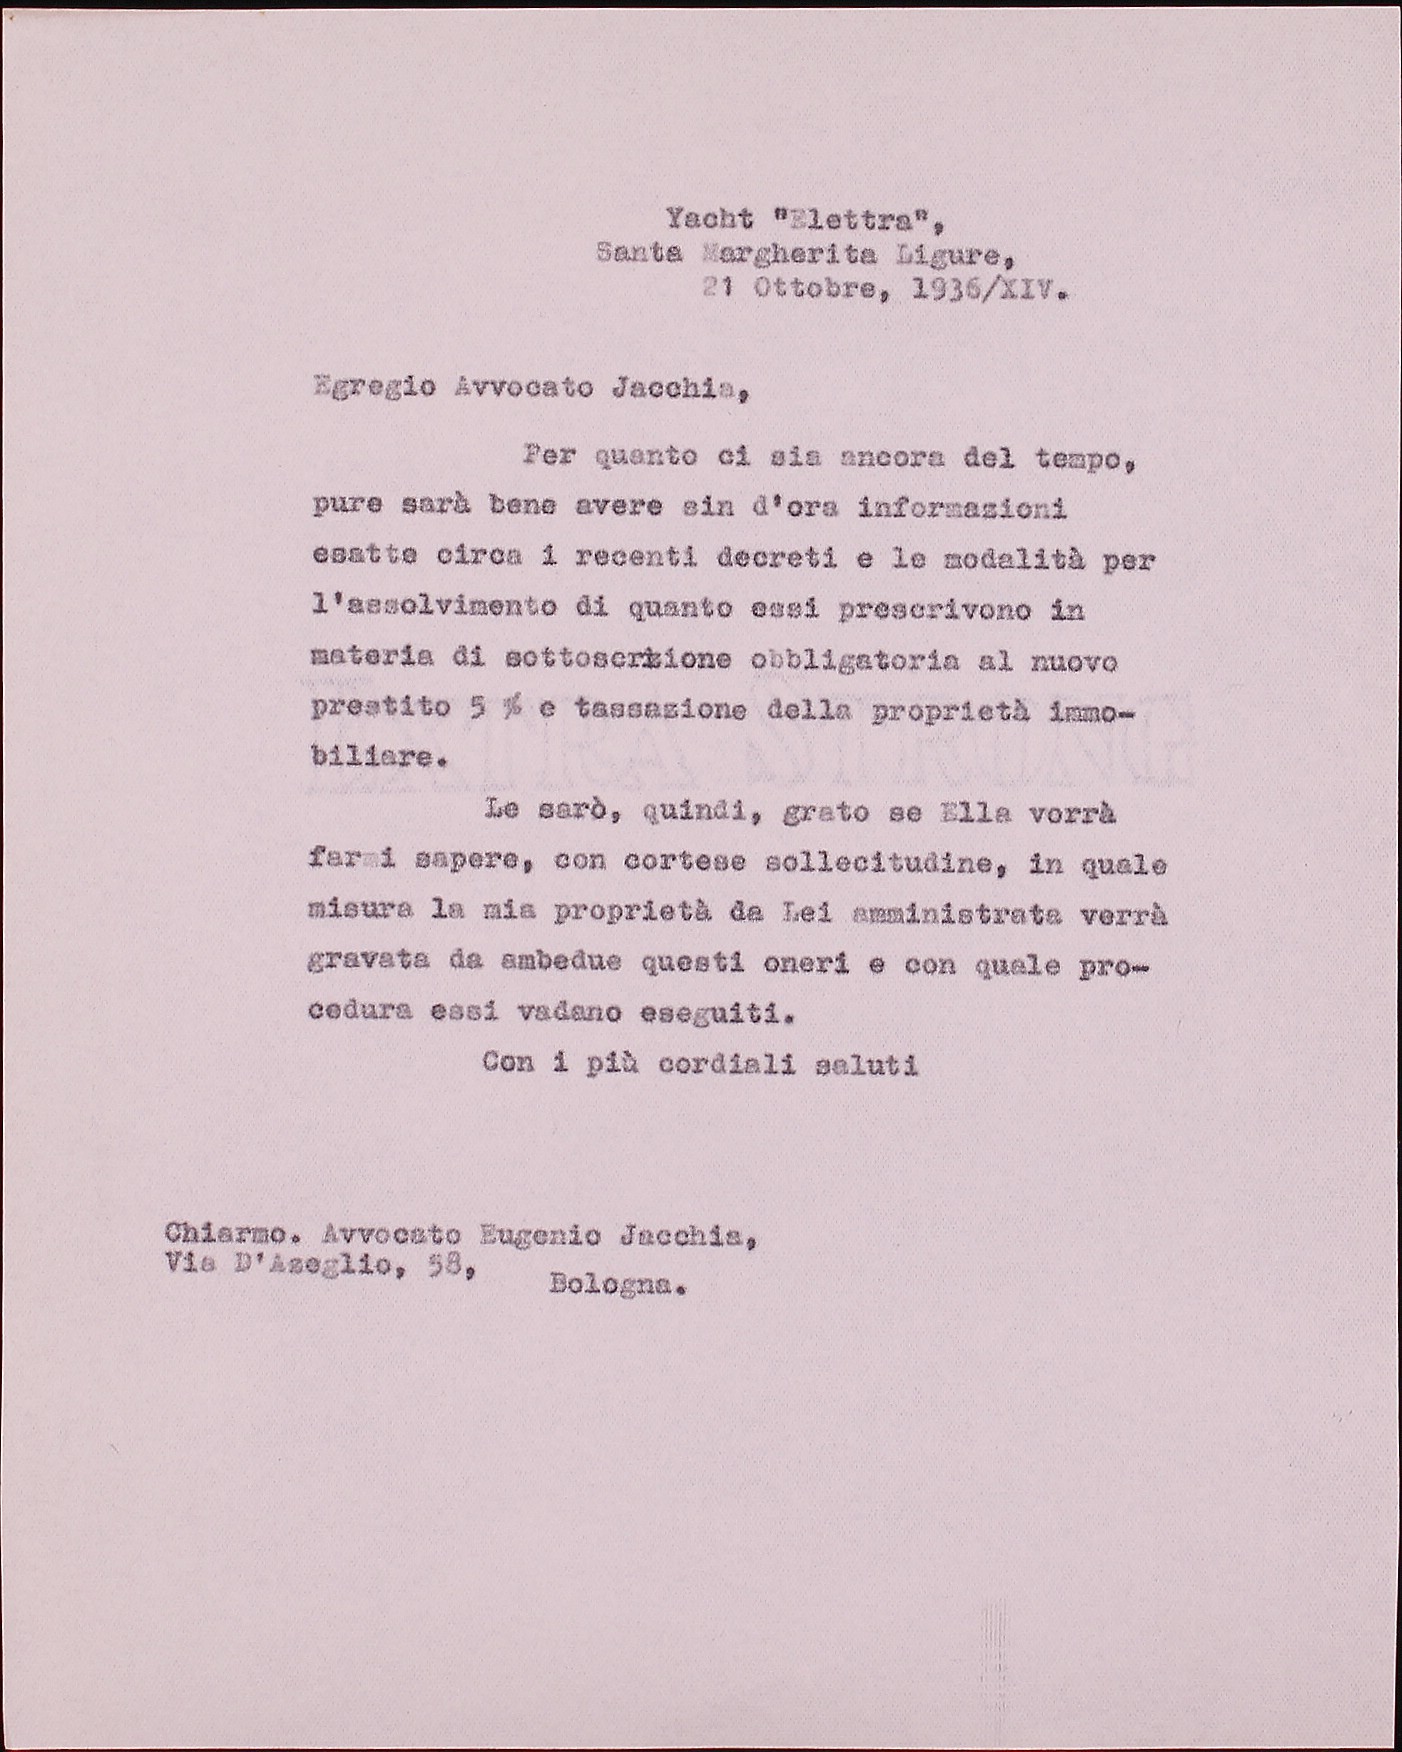 Yacht "Elettra",
Santa Margherita Ligure,
21 Ottobre, 1936/XIV.
Egregio Avvocato Jacchia,
Per quanto ci sia ancora del tempo,
pure sarà bene avere sin d'ora informazioni
esatte circa i recenti decreti e le modalità per
l'assolvimento di quanto essi prescrivono in
materia di sottoscrizione obbligatoria al nuovo
prestito 5 % e tassazione della proprietà immo-
biliare.
Le sarò, quindi, grato se Ella vorrà
farmi sapere, con cortese sollecitudine, in quale
misura la mia proprietà da Lei amministrata verrà
gravata da ambedue questi oneri e con quale pro-
cedura essi vadano eseguiti.
Con i più cordiali saluti
Chiarmo. Avvocato Eugenio Jacchia,
Via D'Azeglio, 58,
Bologna.